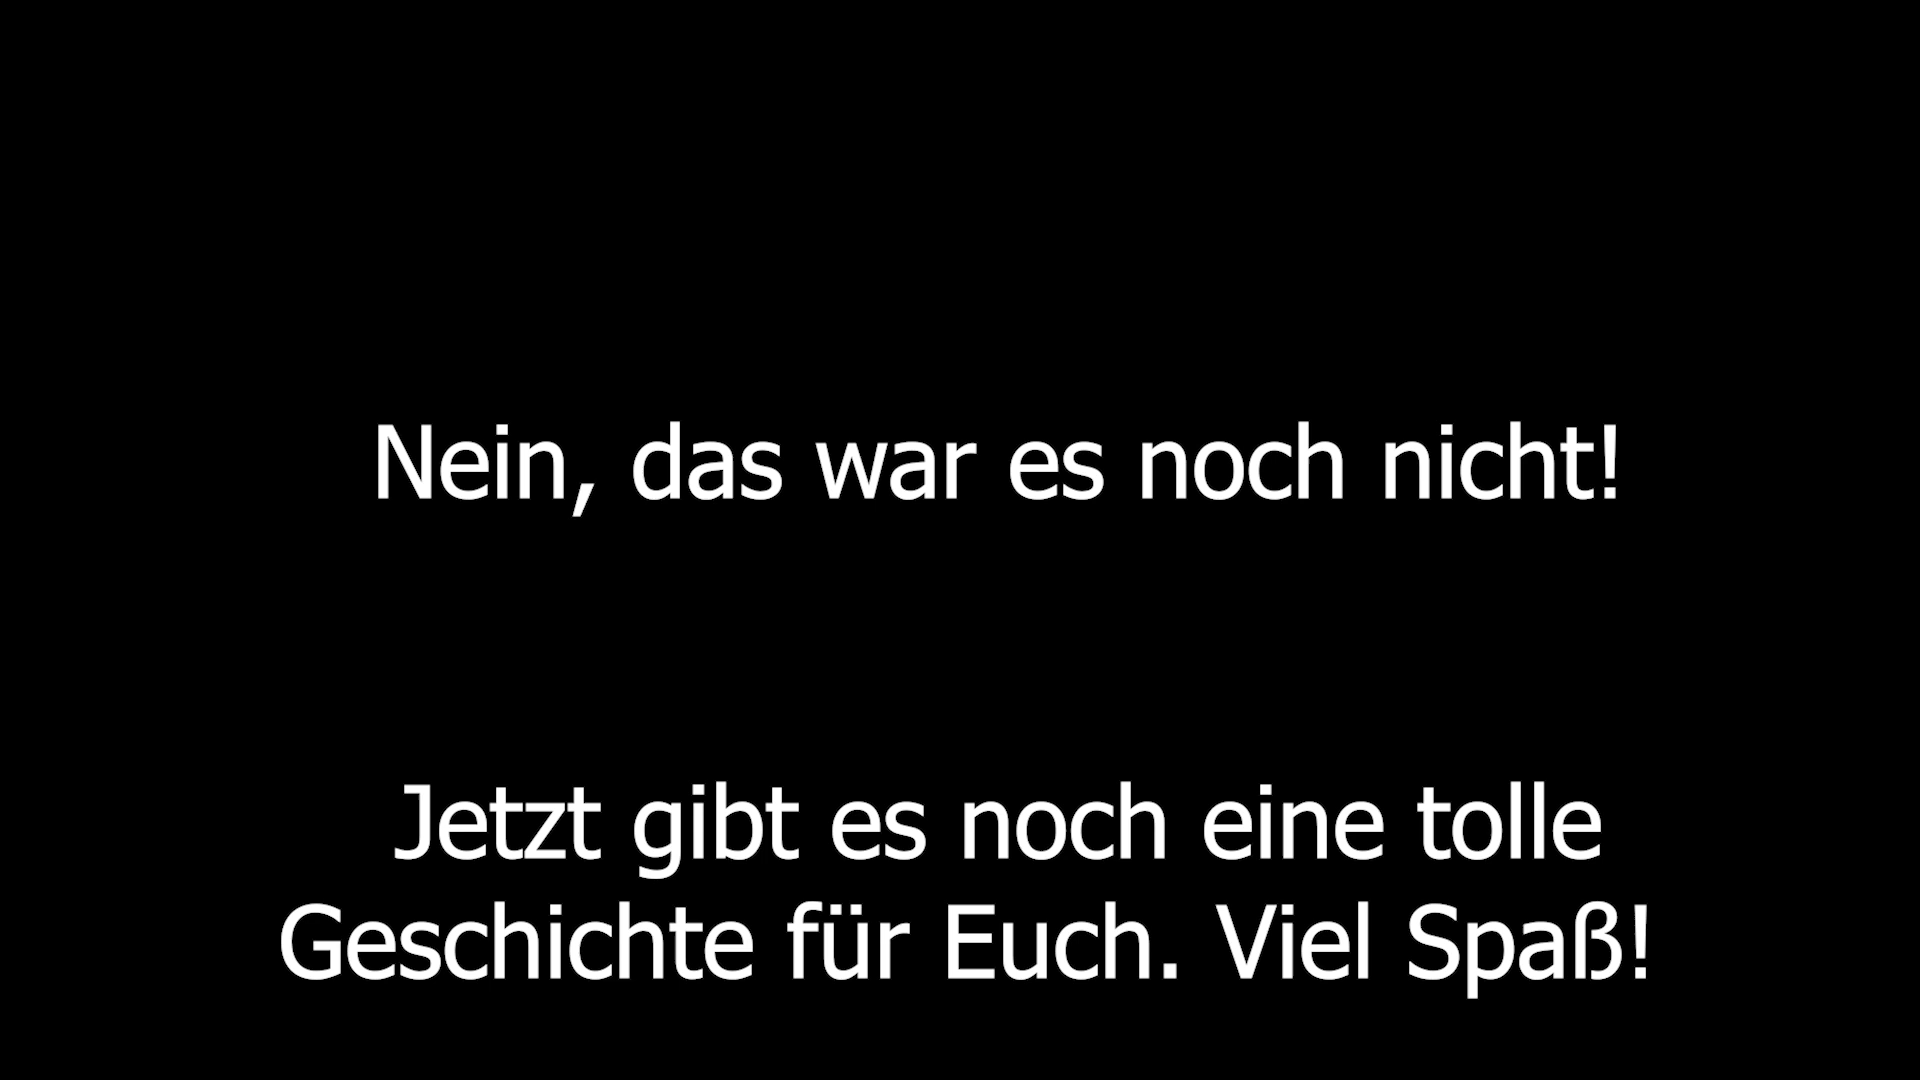 Nein, das war es noch nicht!
Jetzt gibt es noch eine tolle
Geschichte für Euch. Viel Spaß!